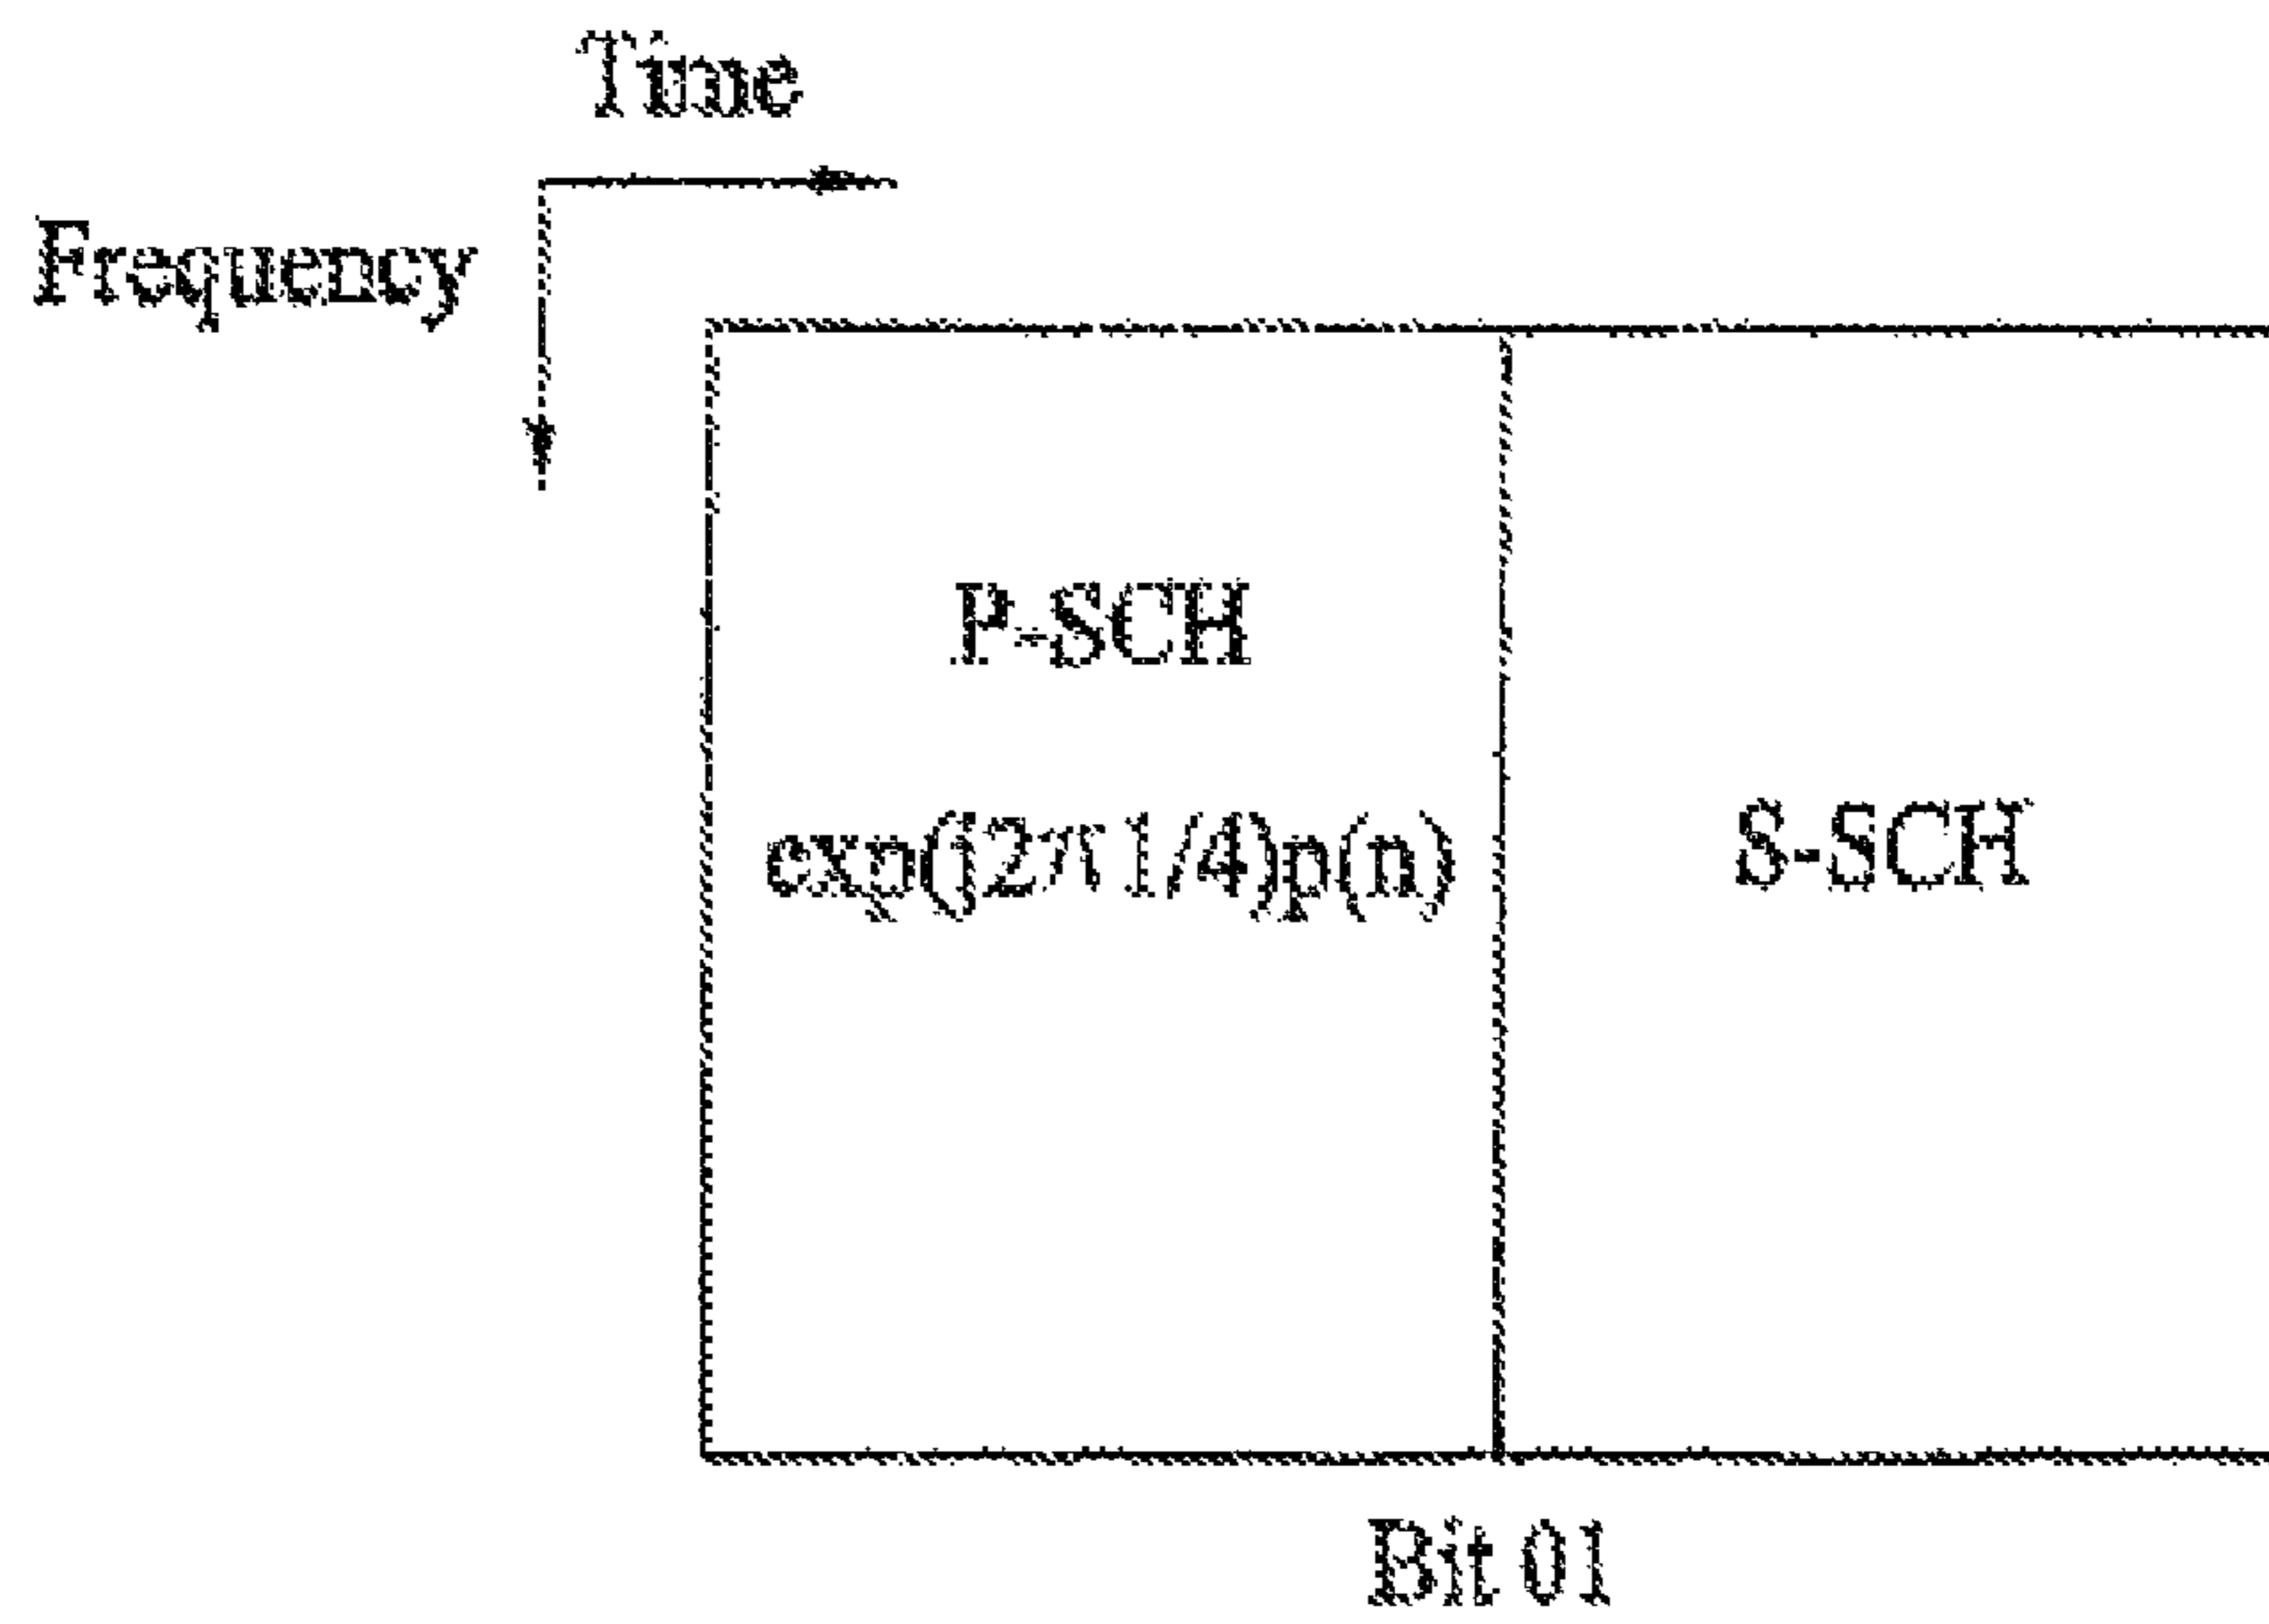 Time
Frequency
P-SCH
exp(j2π1/4)p(n)
S-SCH
Bit 01